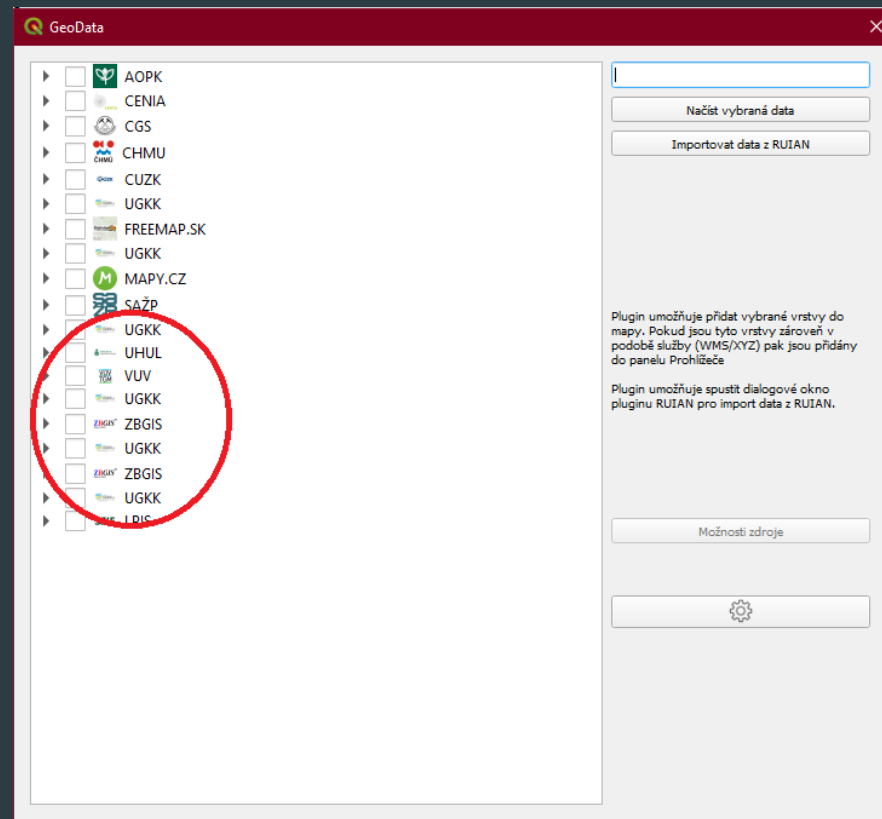 GeoData
AOPK
CENIA
CGS
CHMU
CUZK
UGKK
FREEMAP.SK
UGKK
MAPY.CZ
SAŽP
UGKK
UHUL
VUV
UGKK
ZBGIS
UGKK
ZBGIS
UGKK
LPIS
Načíst vybraná data
Importovat data z RUIAN
Plugin umožňuje přidat vybrané vrstvy do
mapy. Pokud jsou tyto vrstvy zároveň v
podobě služby (WMS/XYZ) pak jsou přidány
do panelu Prohlížeče
Plugin umožňuje spustit dialogové okno
pluginu RUIAN pro import data z RUIAN.
Možnosti zdroje